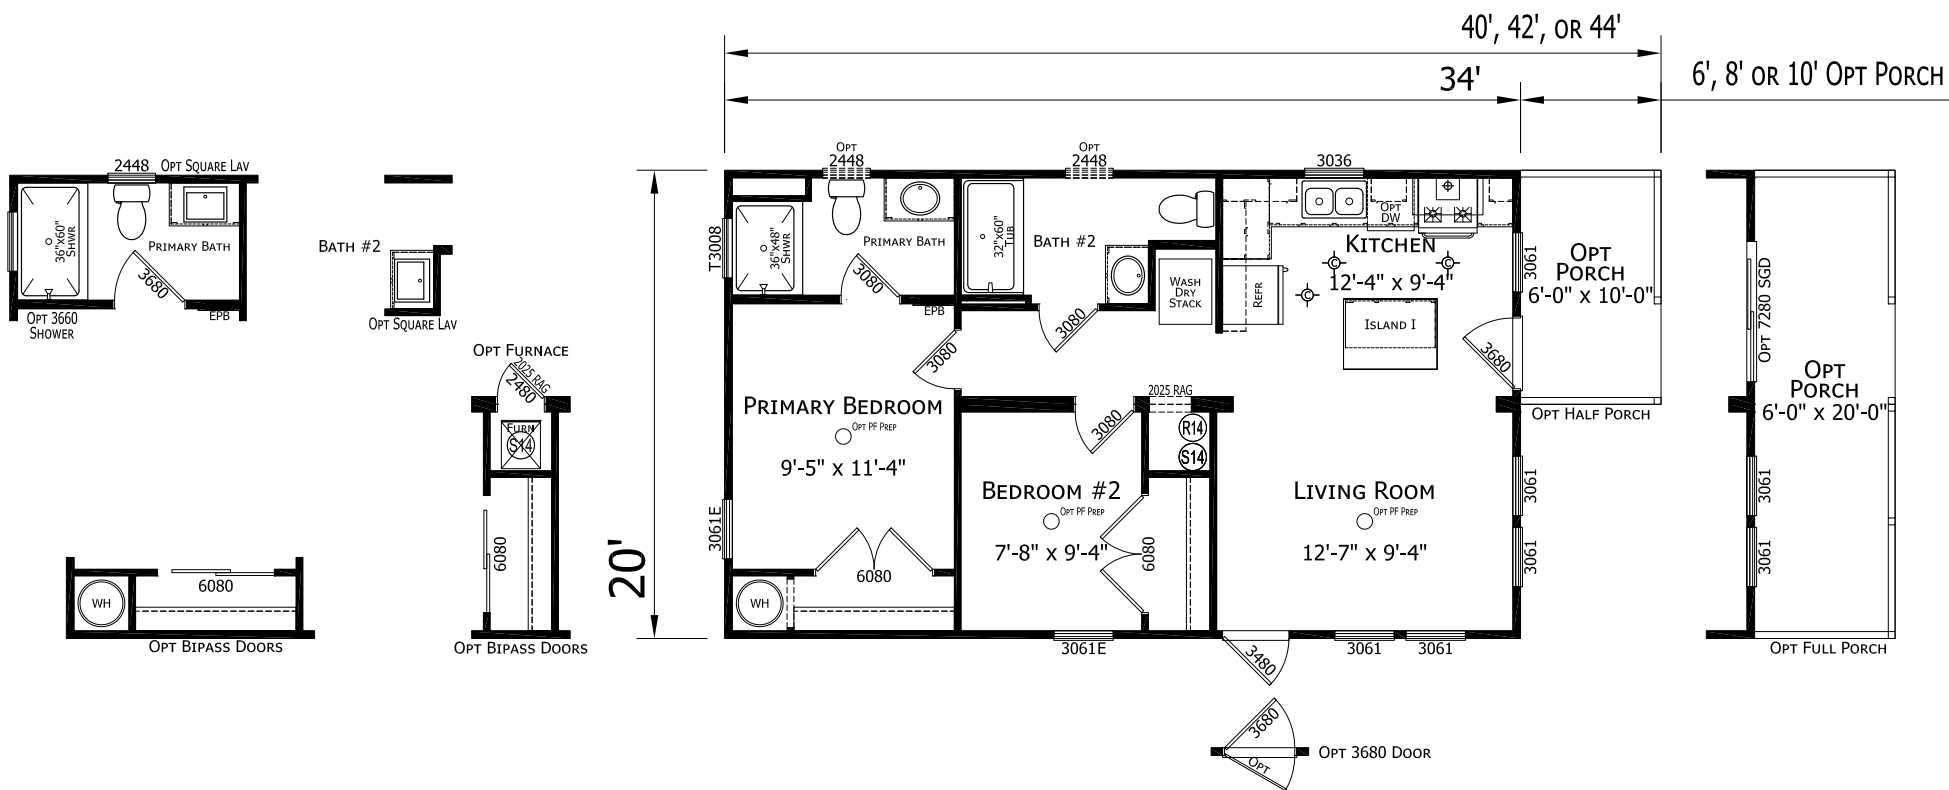 40', 42', OR 44'
34'
6', 8' OR 10' OPT PORCH
2448 OPT SQUARE LAV
36"x60"
SHWR
PRIMARY BATH
3680
EPB
OPT 3660
SHOWER
BATH #2
OPT SQUARE LAV
OPT FURNACE
2025 RAG
2480
FURN
S14
6080
OPT BIPASS DOORS
6080
WH
OPT BIPASS DOORS
20'
OPT
2448
OPT
2448
3036
T3008
36"x48"
SHWR
PRIMARY BATH
3080
EPB
32"x60"
TUB
BATH #2
3080
WASH
DRY
STACK
REFR
OPT
DW
KITCHEN
12'-4" x 9'-4"
C
C
C
ISLAND I
3061
3680
OPT
PORCH
6'-0" x 10'-0"
OPT HALF PORCH
3080
PRIMARY BEDROOM
OPT PF PREP
9'-5" x 11'-4"
3061E
6080
WH
2025 RAG
3080
R14
S14
BEDROOM #2
OPT PF PREP
7'-8" x 9'-4"
6080
3061E
LIVING ROOM
OPT PF PREP
12'-7" x 9'-4"
3061
3061
3480
3061
3061
3680
OPT
OPT 3680 DOOR
OPT 7280 SGD
OPT
PORCH
6'-0" x 20'-0"
3061
3061
OPT FULL PORCH